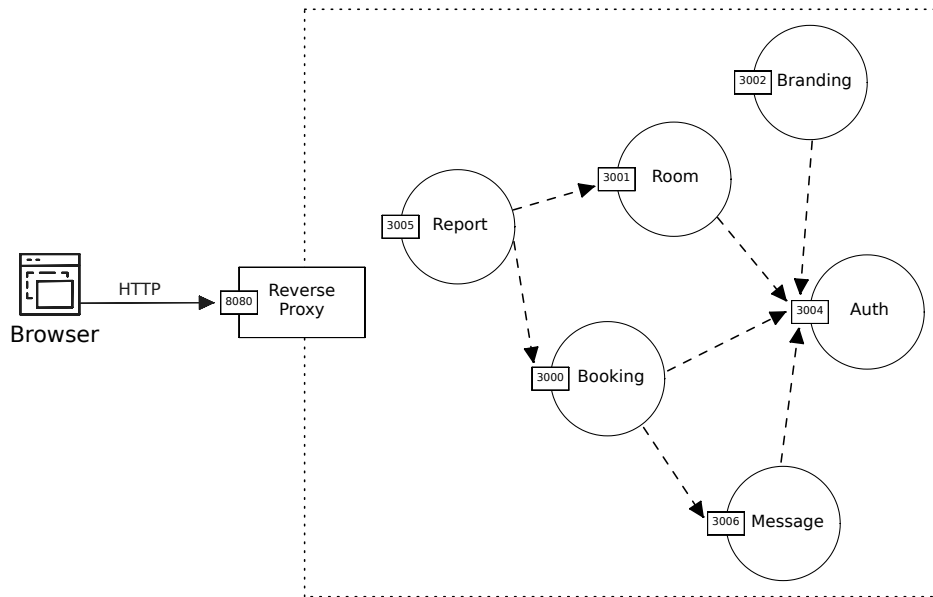 3002
Branding
3001
Room
3005
Report
HTTP
8080
Reverse
Proxy
Browser
3004
Auth
3000
Booking
3006
Message